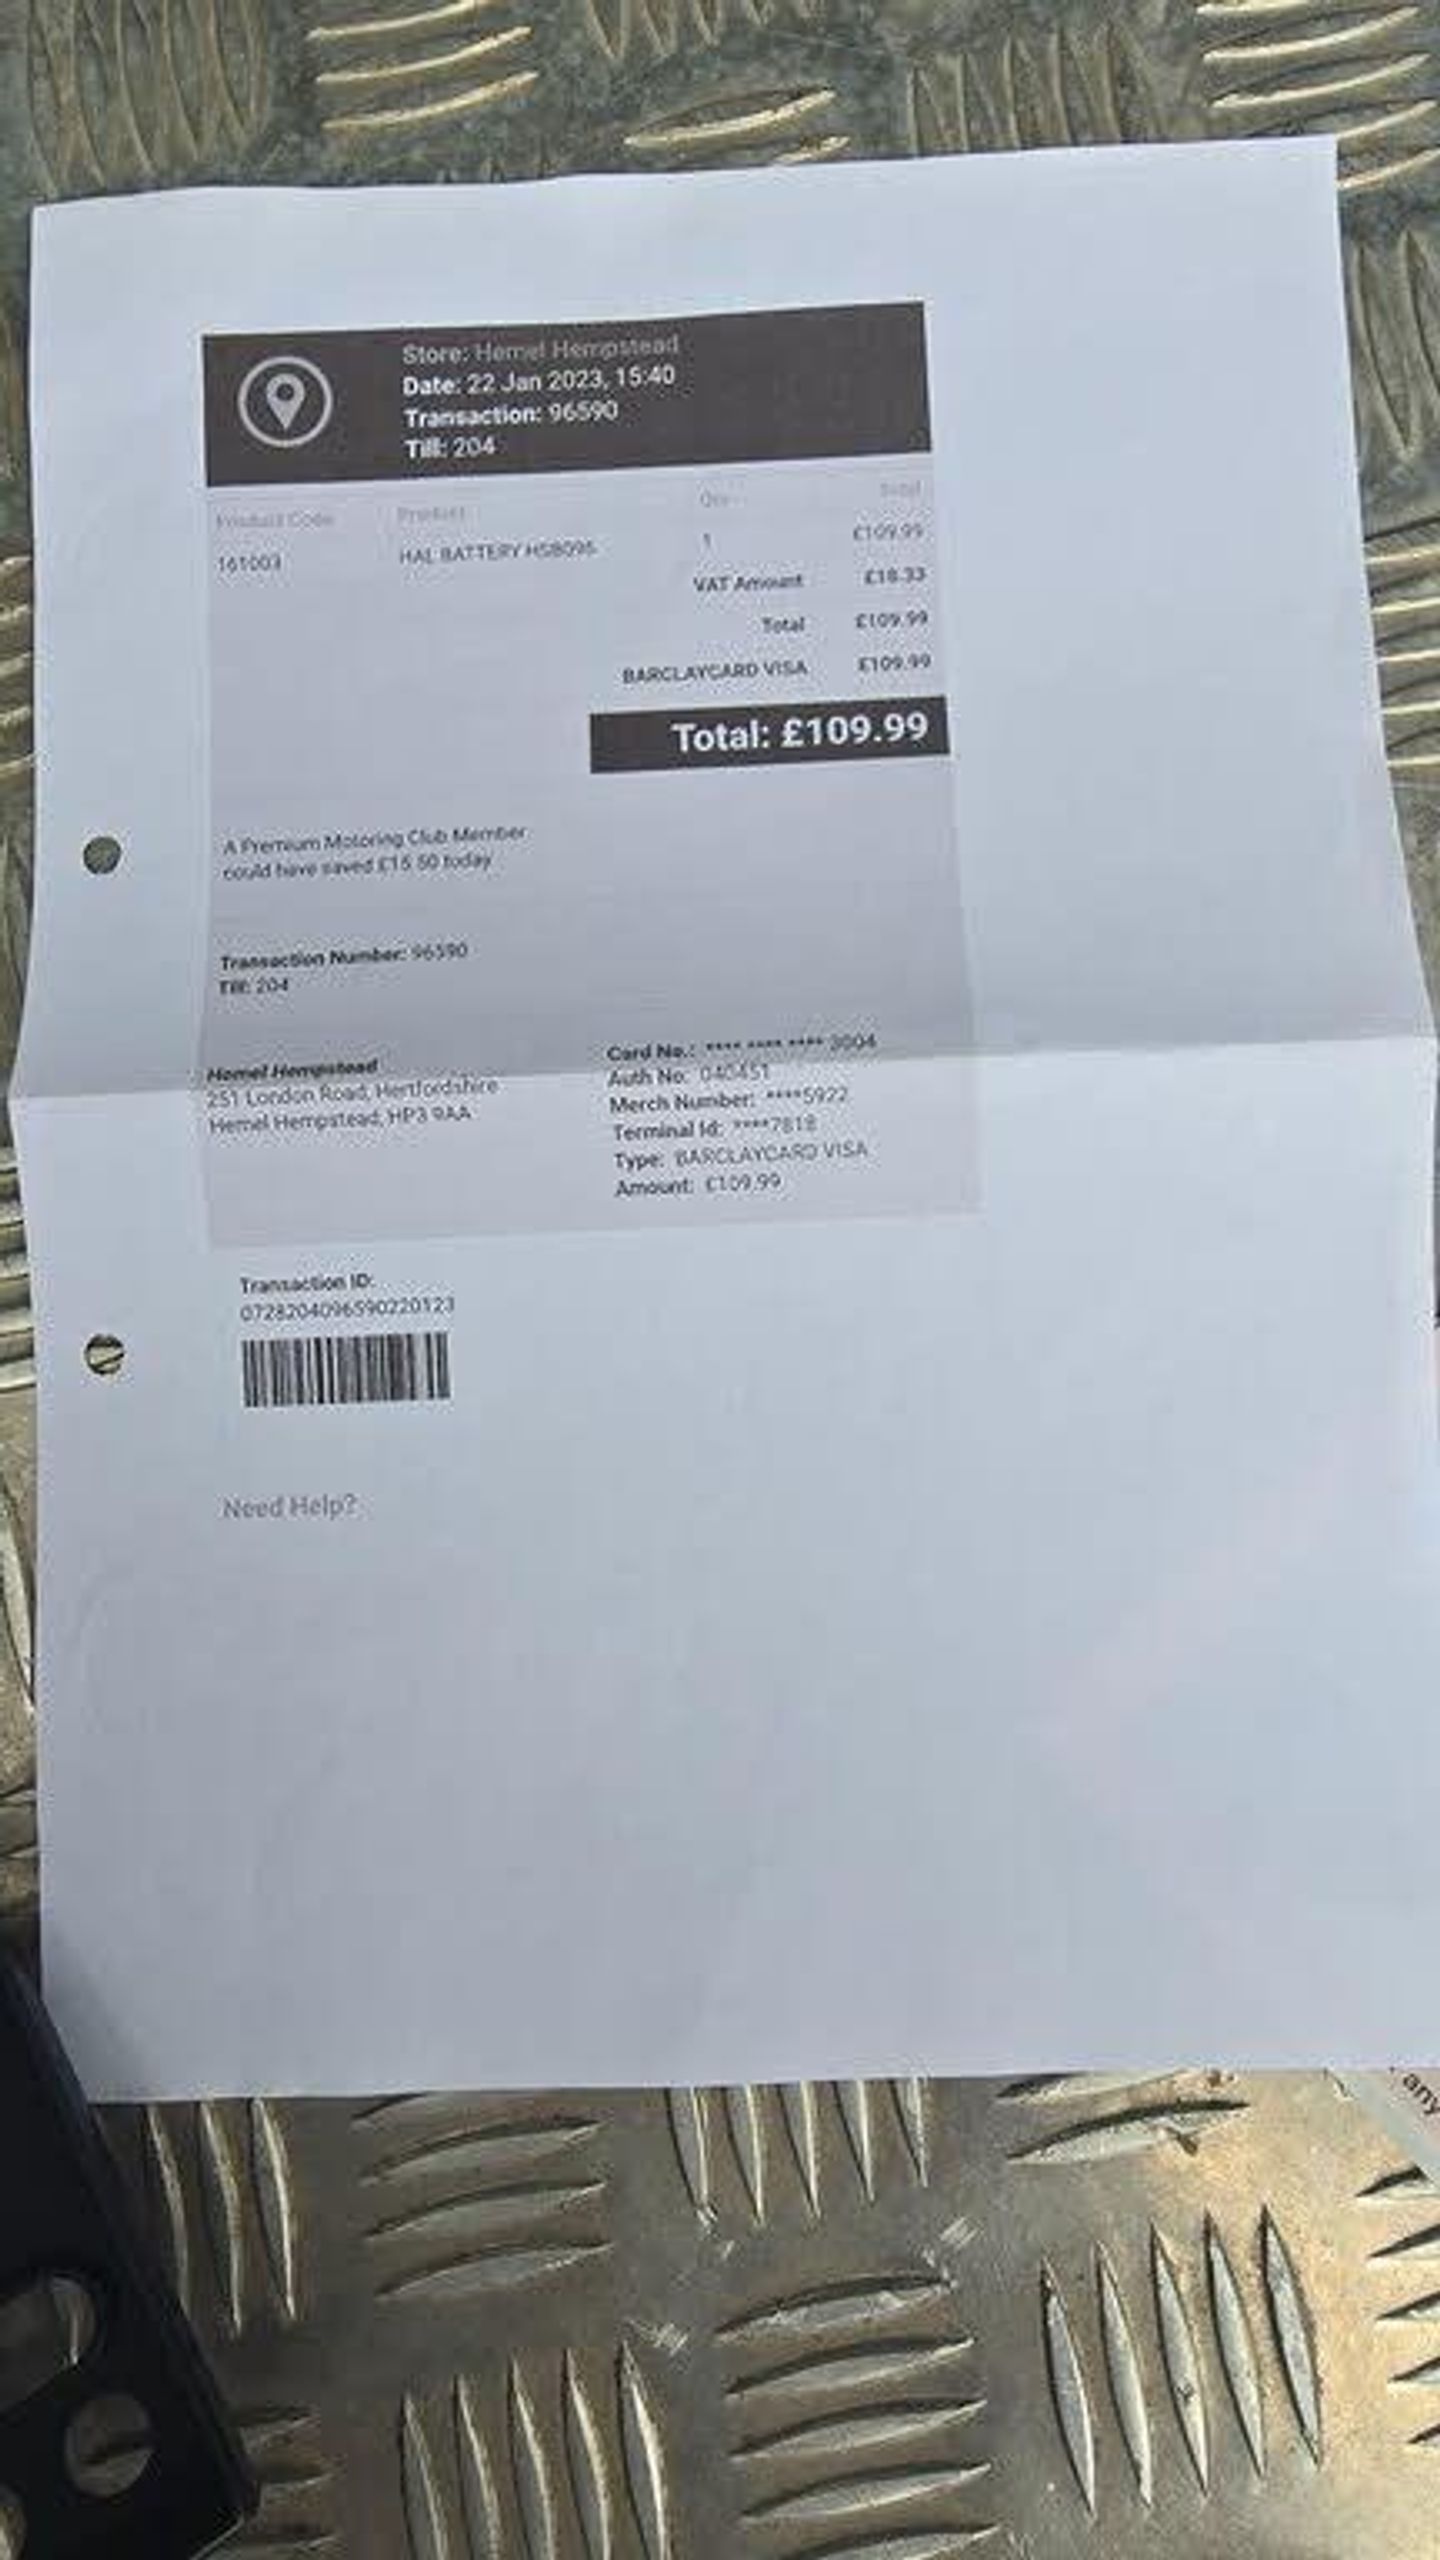 Store: Hemel Hempstead
Date: 22 Jan 2023, 15:40
Transaction: 96590
Till: 204
Product Code Product Qty Total
161003 HAL BATTERY HSB096 1 £109.99
VAT Amount £18.33
Total £109.99
BARCLAYCARD VISA £109.99
Total: £109.99
A Premium Motoring Club Member
could have saved £15.50 today
Transaction Number: 96590
Till: 204
Hemel Hempstead
251 London Road, Hertfordshire
Hemel Hempstead, HP3 9AA
Card No.: **** **** **** 3004
Auth No: 040451
Merch Number: ****5922
Terminal Id: ****7818
Type: BARCLAYCARD VISA
Amount: £109.99
Transaction ID:
0728204096590220123
Need Help?
any